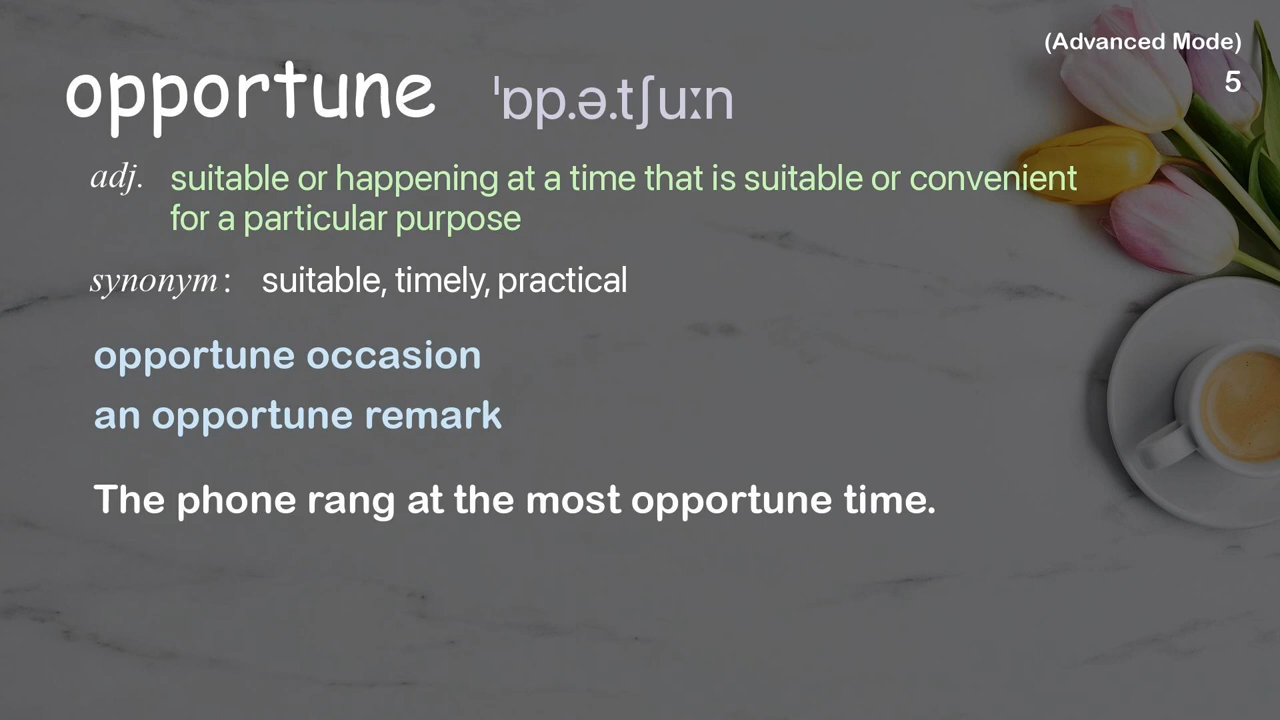 (Advanced Mode)
5
opportune ˈɒp.ə.tʃuːn
adj. suitable or happening at a time that is suitable or convenient
for a particular purpose
synonym: suitable, timely, practical
opportune occasion
an opportune remark
The phone rang at the most opportune time.